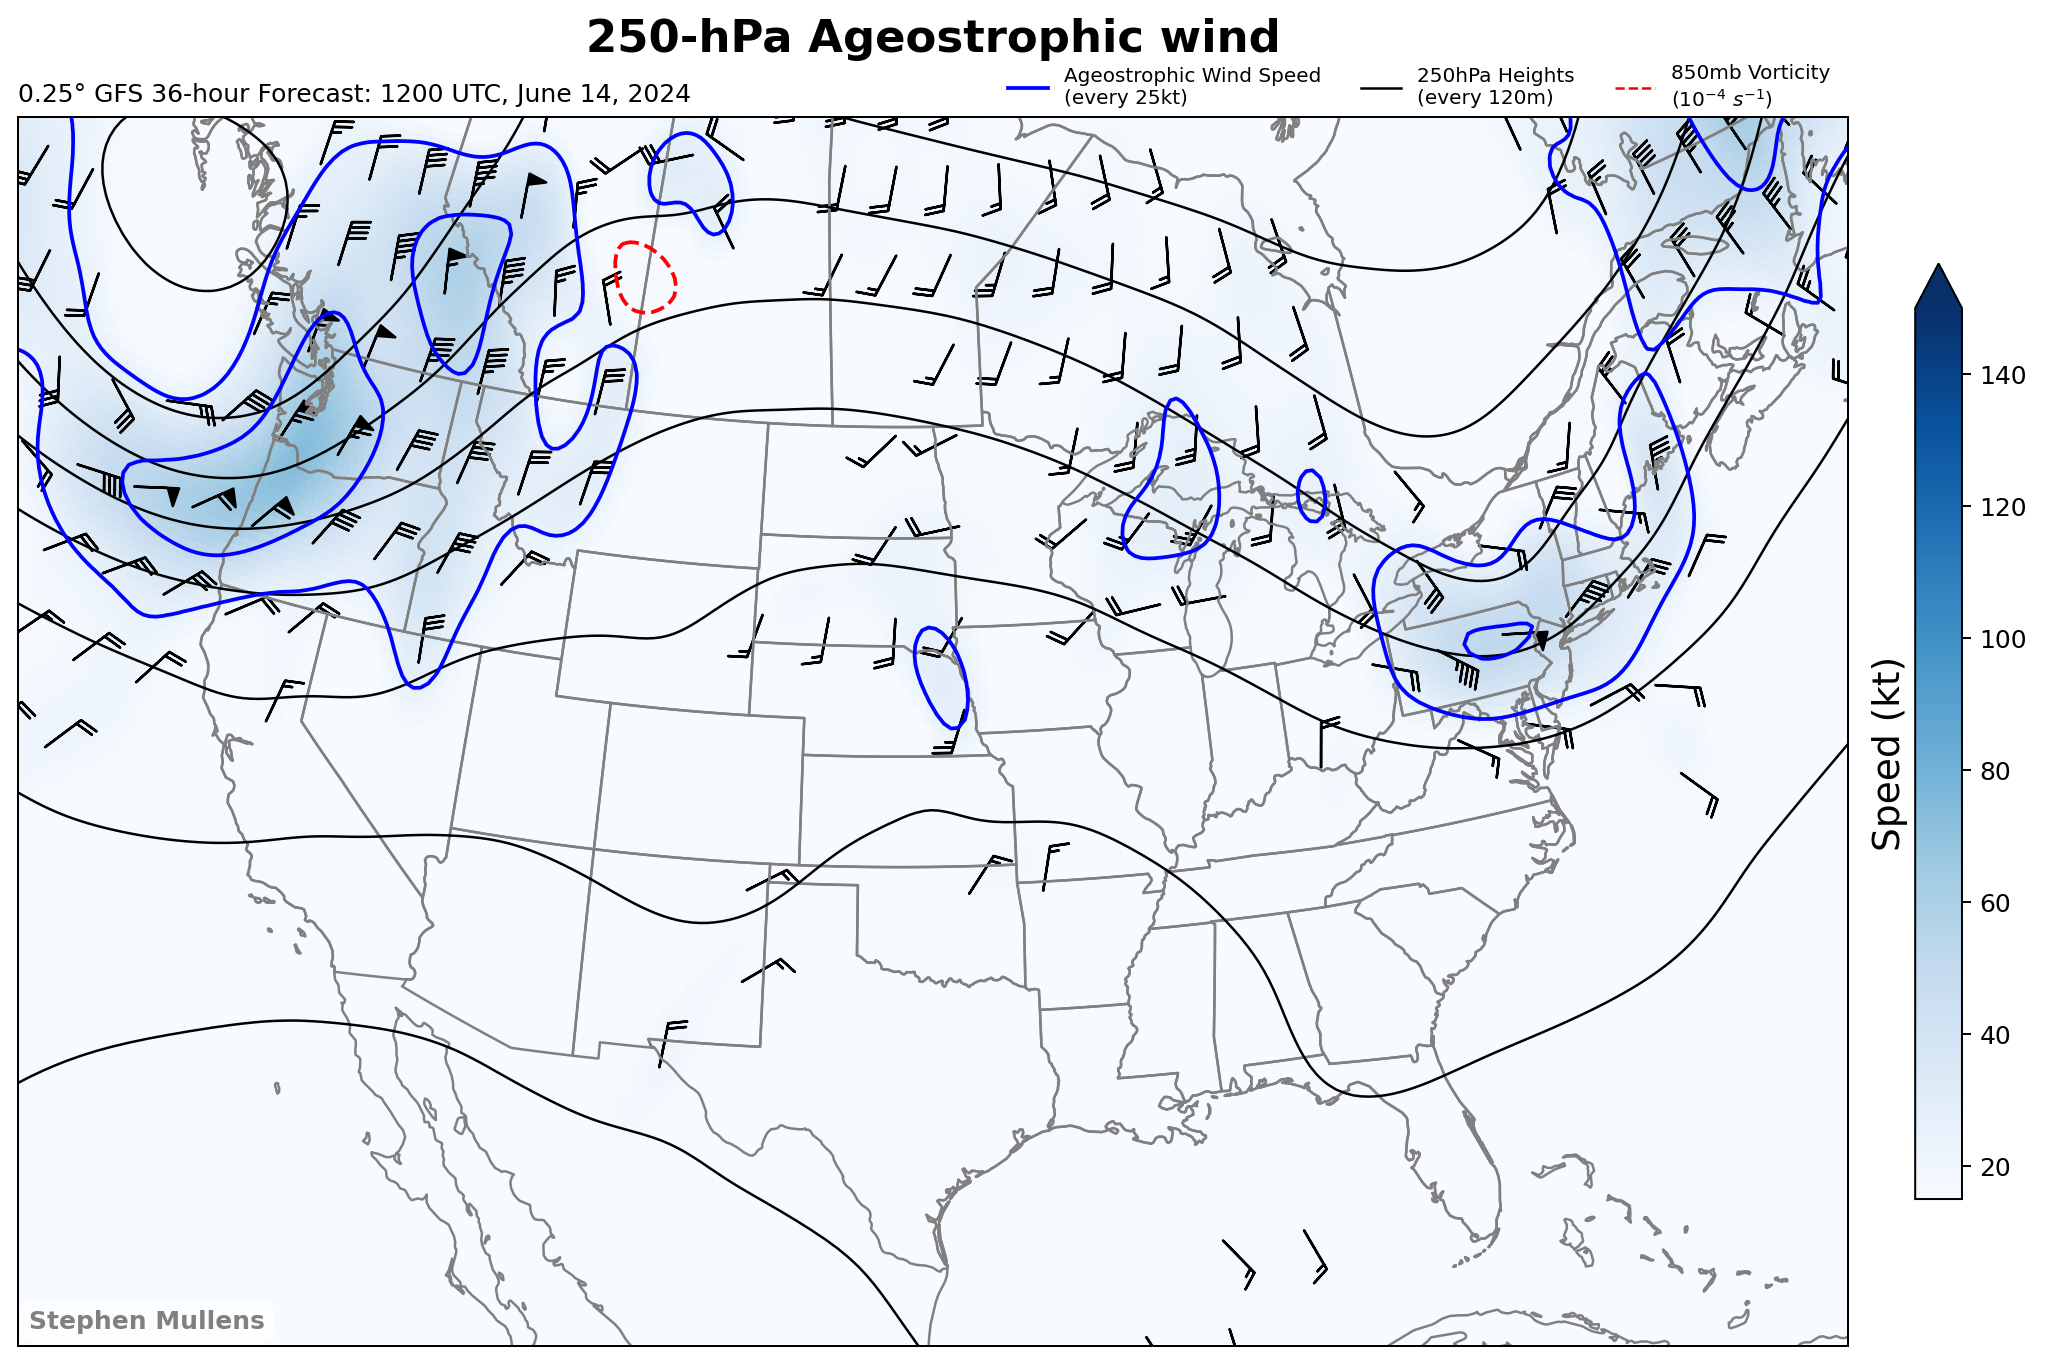 250-hPa Ageostrophic wind
0.25° GFS 36-hour Forecast: 1200 UTC, June 14, 2024
Ageostrophic Wind Speed
(every 25kt)
250hPa Heights
(every 120m)
850mb Vorticity
(10⁻⁴ s⁻¹)
140
120
100
80
60
40
20
Speed (kt)
Stephen Mullens